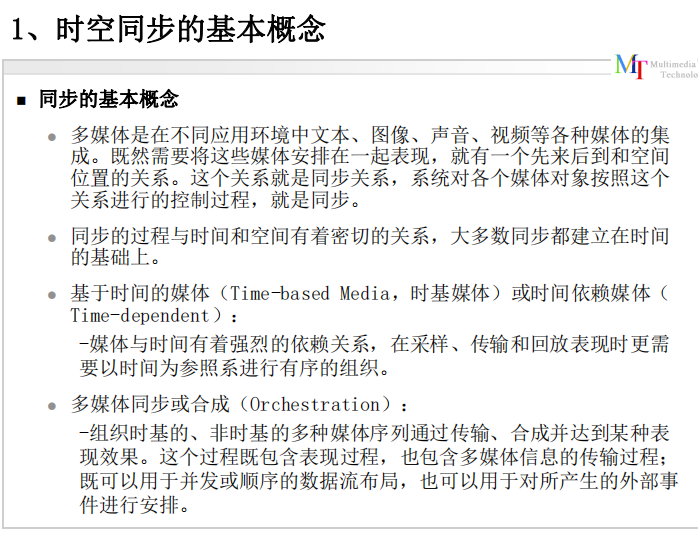 1、时空同步的基本概念
MT Multimedia
Technolo
■ 同步的基本概念
● 多媒体是在不同应用环境中文本、图像、声音、视频等各种媒体的集
成。既然需要将这些媒体安排在一起表现，就有一个先来后到和空间
位置的关系。这个关系就是同步关系，系统对各个媒体对象按照这个
关系进行的控制过程，就是同步。
● 同步的过程与时间和空间有着密切的关系，大多数同步都建立在时间
的基础上。
● 基于时间的媒体（Time-based Media，时基媒体）或时间依赖媒体（
Time-dependent）：
-媒体与时间有着强烈的依赖关系，在采样、传输和回放表现时更需
要以时间为参照系进行有序的组织。
● 多媒体同步或合成（Orchestration）：
-组织时基的、非时基的多种媒体序列通过传输、合成并达到某种表
现效果。这个过程既包含表现过程，也包含多媒体信息的传输过程；
既可以用于并发或顺序的数据流布局，也可以用于对所产生的外部事
件进行安排。